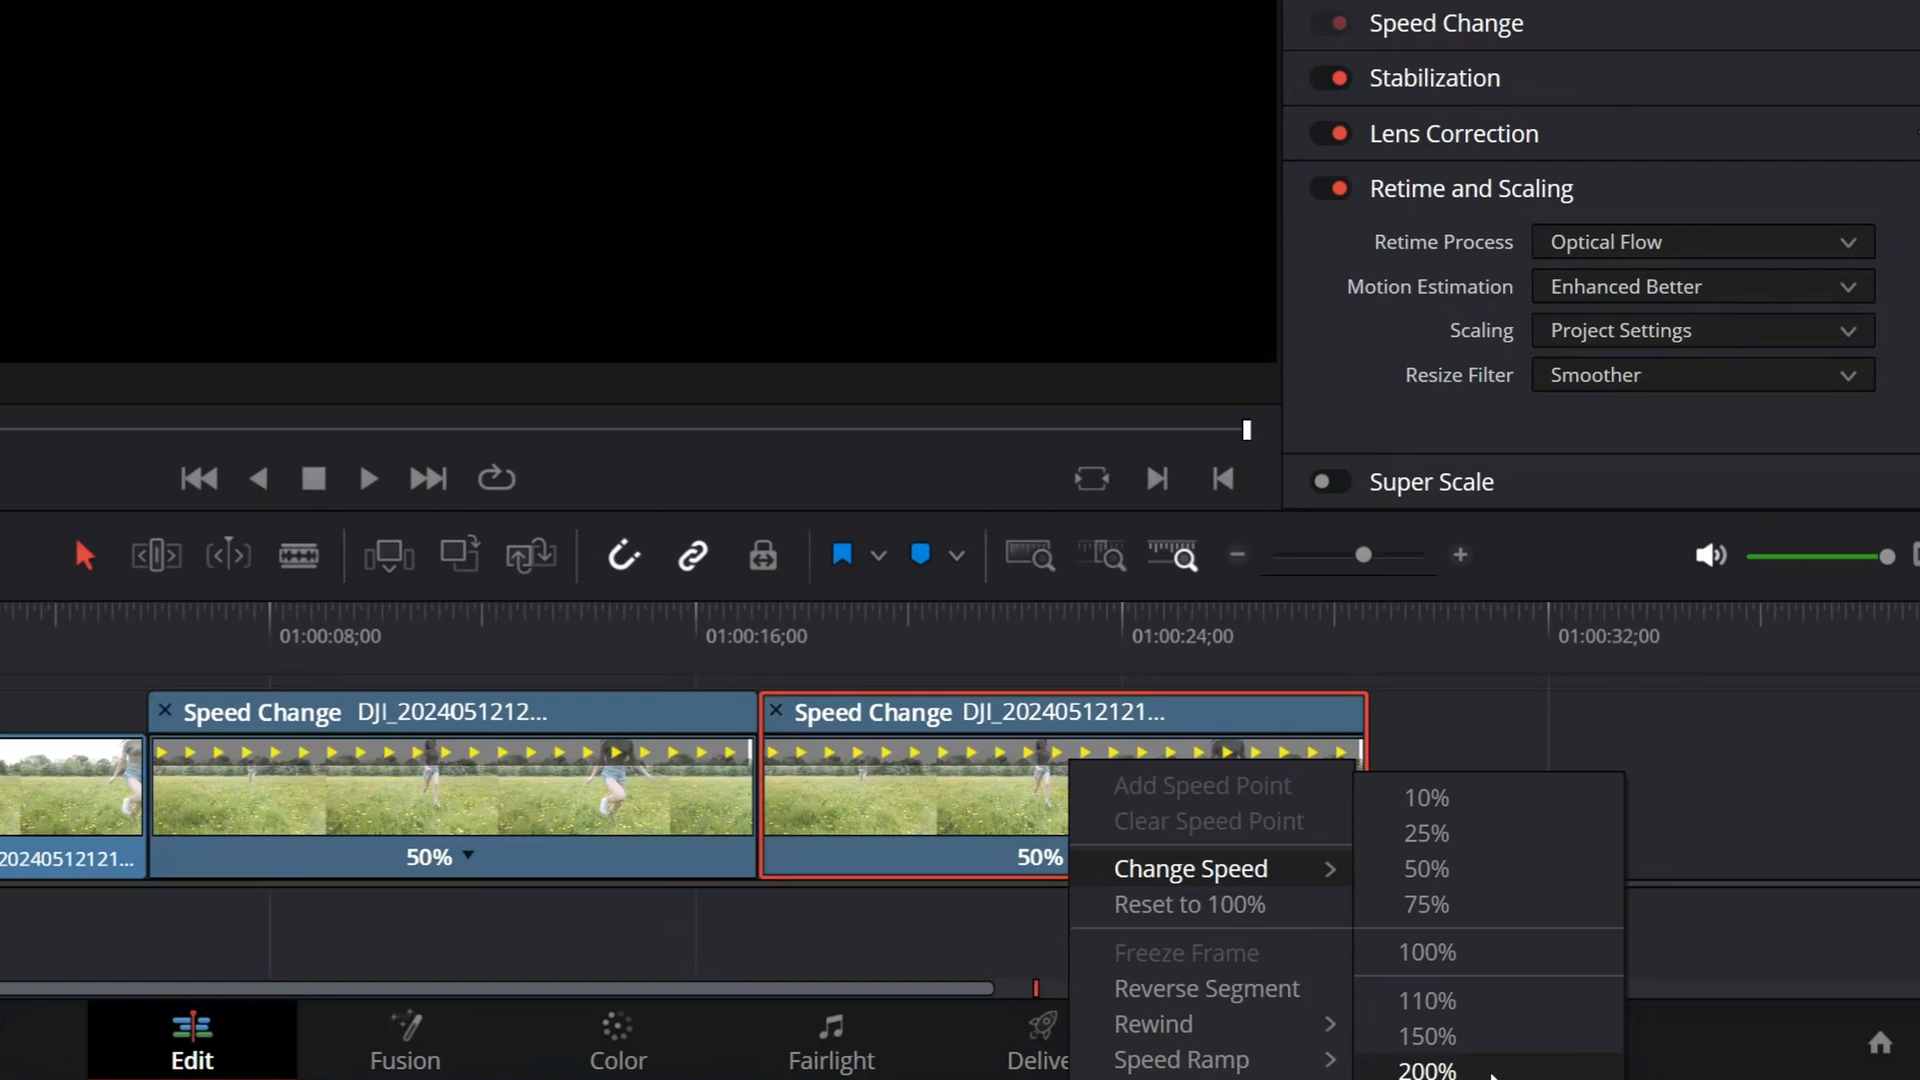 Speed Change
Stabilization
Lens Correction
Retime and Scaling
Retime Process Optical Flow
Motion Estimation Enhanced Better
Scaling Project Settings
Resize Filter Smoother
Super Scale
01:00:08;00 01:00:16;00 01:00:24;00 01:00:32;00
Speed Change DJI_2024051212...
Speed Change DJI_20240512121...
20240512121...
50%
50%
Add Speed Point
Clear Speed Point
Change Speed
Reset to 100%
Freeze Frame
Reverse Segment
Rewind
Speed Ramp
10%
25%
50%
75%
100%
110%
150%
200%
Edit Fusion Color Fairlight Delive